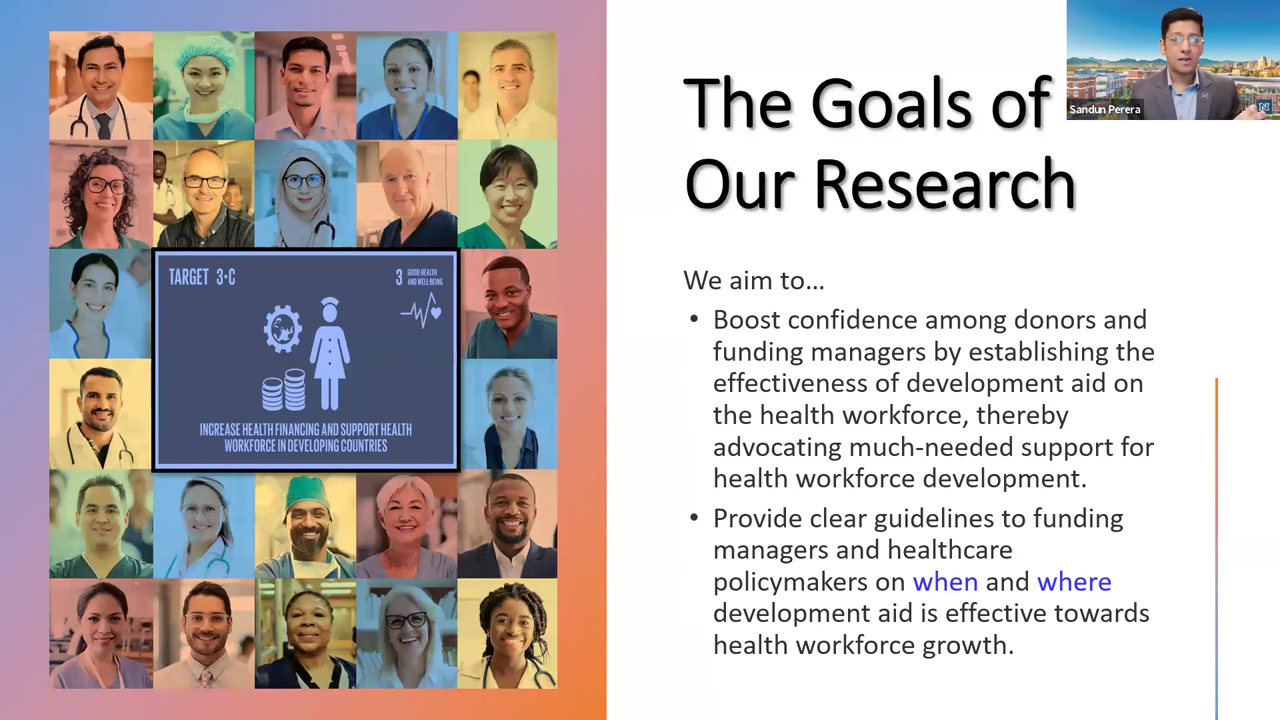 TARGET 3•C
3 GOOD HEALTH
AND WELL-BEING
INCREASE HEALTH FINANCING AND SUPPORT HEALTH
WORKFORCE IN DEVELOPING COUNTRIES
The Goals of
Our Research
Sandun Perera
We aim to...
• Boost confidence among donors and
funding managers by establishing the
effectiveness of development aid on
the health workforce, thereby
advocating much-needed support for
health workforce development.
• Provide clear guidelines to funding
managers and healthcare
policymakers on when and where
development aid is effective towards
health workforce growth.